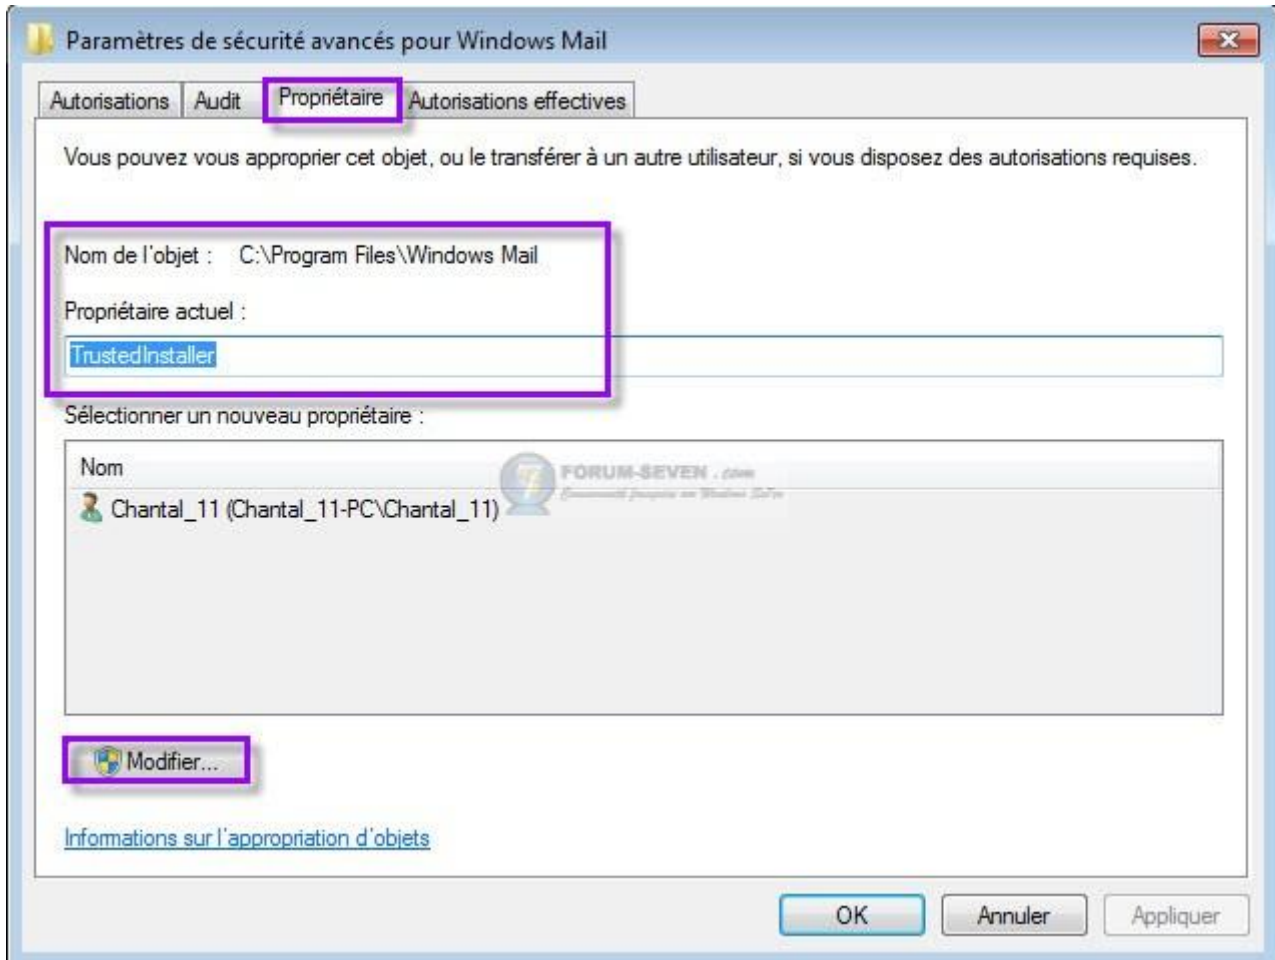 Paramètres de sécurité avancés pour Windows Mail
Autorisations Audit Propriétaire Autorisations effectives
Vous pouvez vous approprier cet objet, ou le transférer à un autre utilisateur, si vous disposez des autorisations requises.
Nom de l'objet : C:\Program Files\Windows Mail
Propriétaire actuel :
TrustedInstaller
Sélectionner un nouveau propriétaire :
Nom
FORUM-SEVEN .com
Chantal_11 (Chantal_11-PC\Chantal_11)
Modifier...
Informations sur l'appropriation d'objets
OK Annuler Appliquer